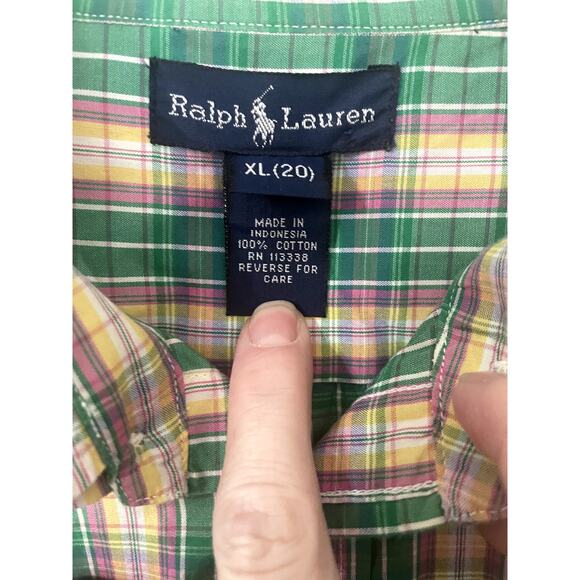 Ralph Lauren
XL (20)
MADE IN
INDONESIA
100% COTTON
RN 113338
REVERSE FOR
CARE